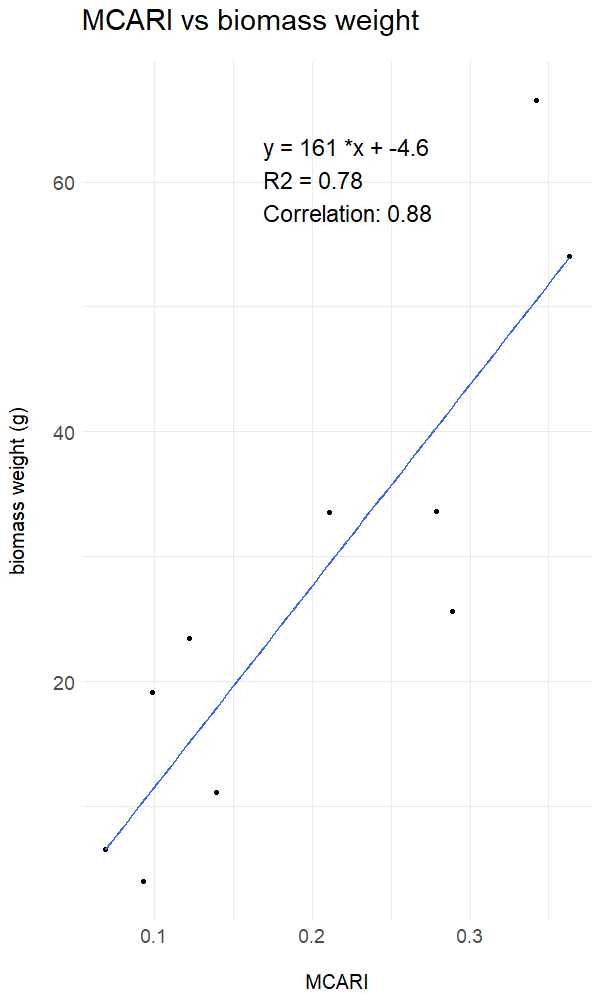 MCARI vs biomass weight
y = 161 *x + -4.6
R2 = 0.78
Correlation: 0.88
biomass weight (g)
60
40
20
0.1
0.2
0.3
MCARI